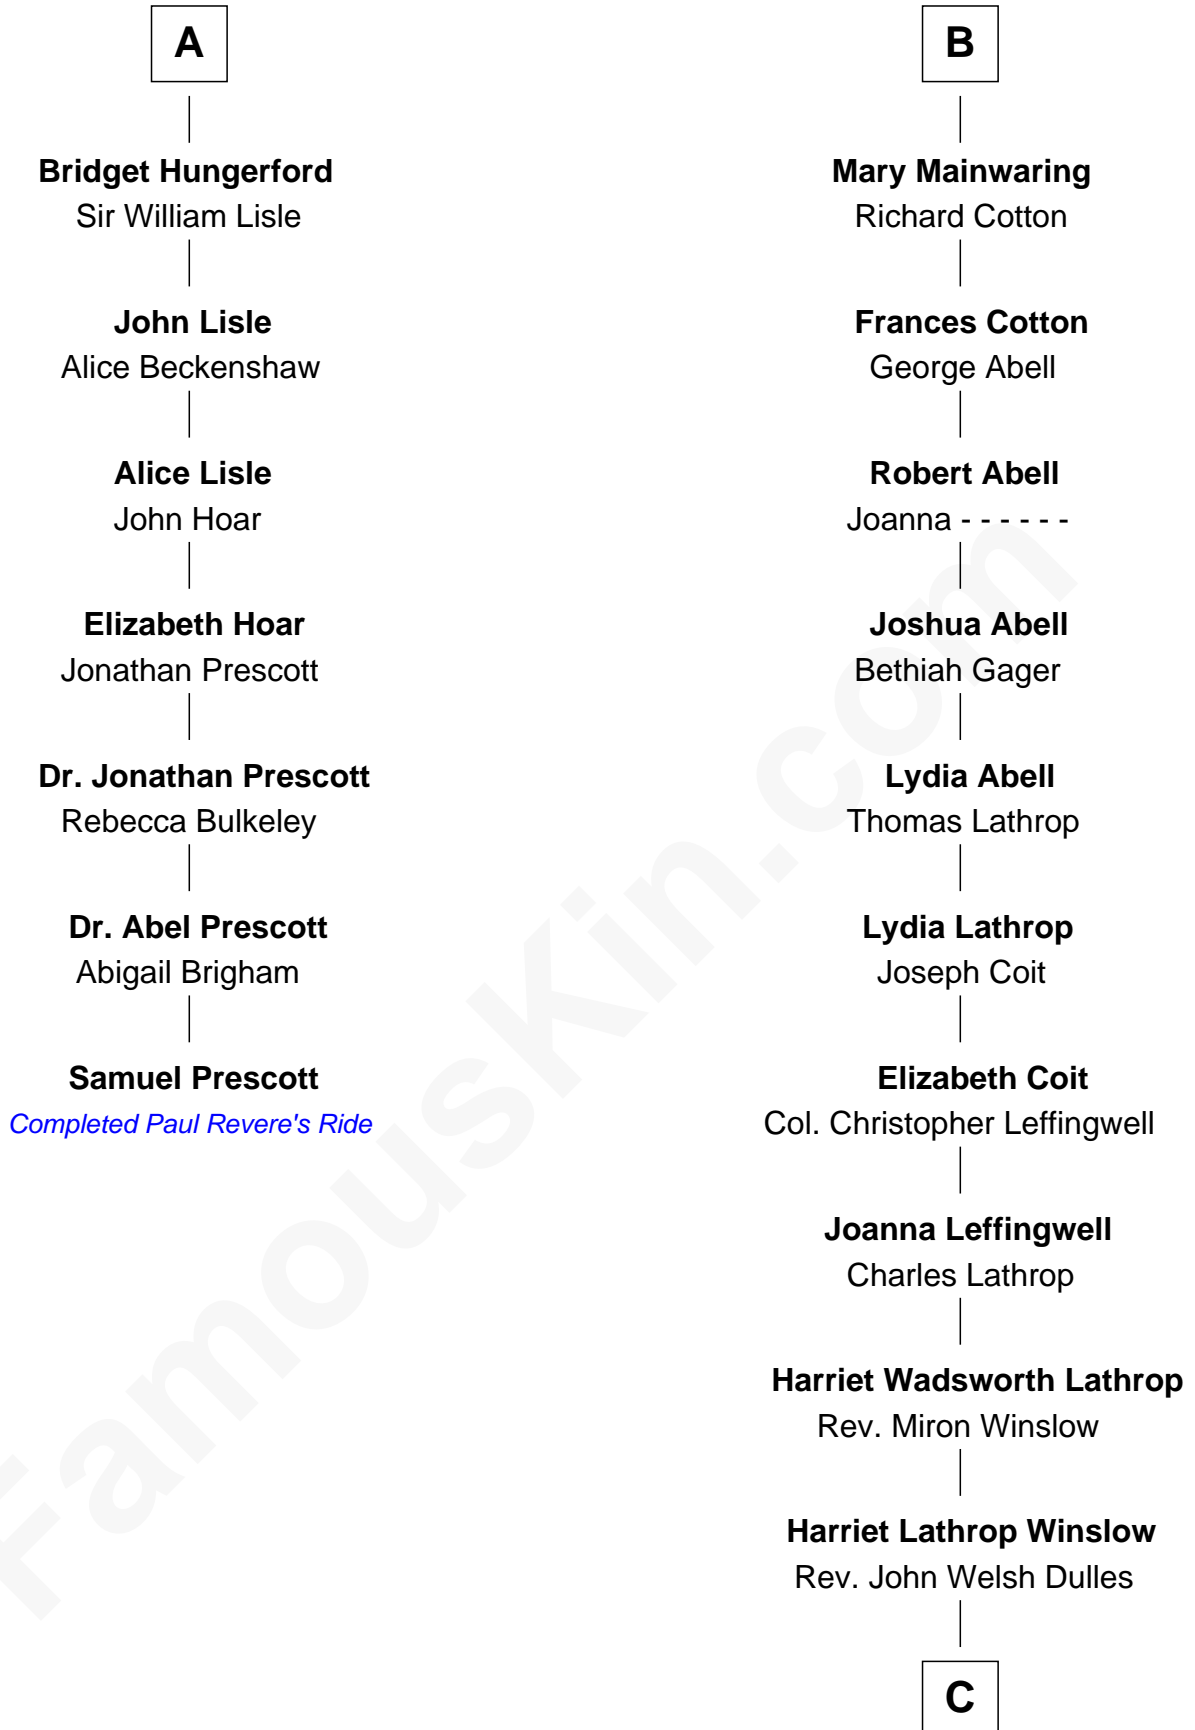 A
Bridget Hungerford
Sir William Lisle
John Lisle
Alice Beckenshaw
Alice Lisle
John Hoar
Elizabeth Hoar
Jonathan Prescott
Dr. Jonathan Prescott
Rebecca Bulkeley
Dr. Abel Prescott
Abigail Brigham
Samuel Prescott
Completed Paul Revere's Ride
B
Mary Mainwaring
Richard Cotton
Frances Cotton
George Abell
Robert Abell
Joanna - - - - - -
Joshua Abell
Bethiah Gager
Lydia Abell
Thomas Lathrop
Lydia Lathrop
Joseph Coit
Elizabeth Coit
Col. Christopher Leffingwell
Joanna Leffingwell
Charles Lathrop
Harriet Wadsworth Lathrop
Rev. Miron Winslow
Harriet Lathrop Winslow
Rev. John Welsh Dulles
C
FamousKin.com